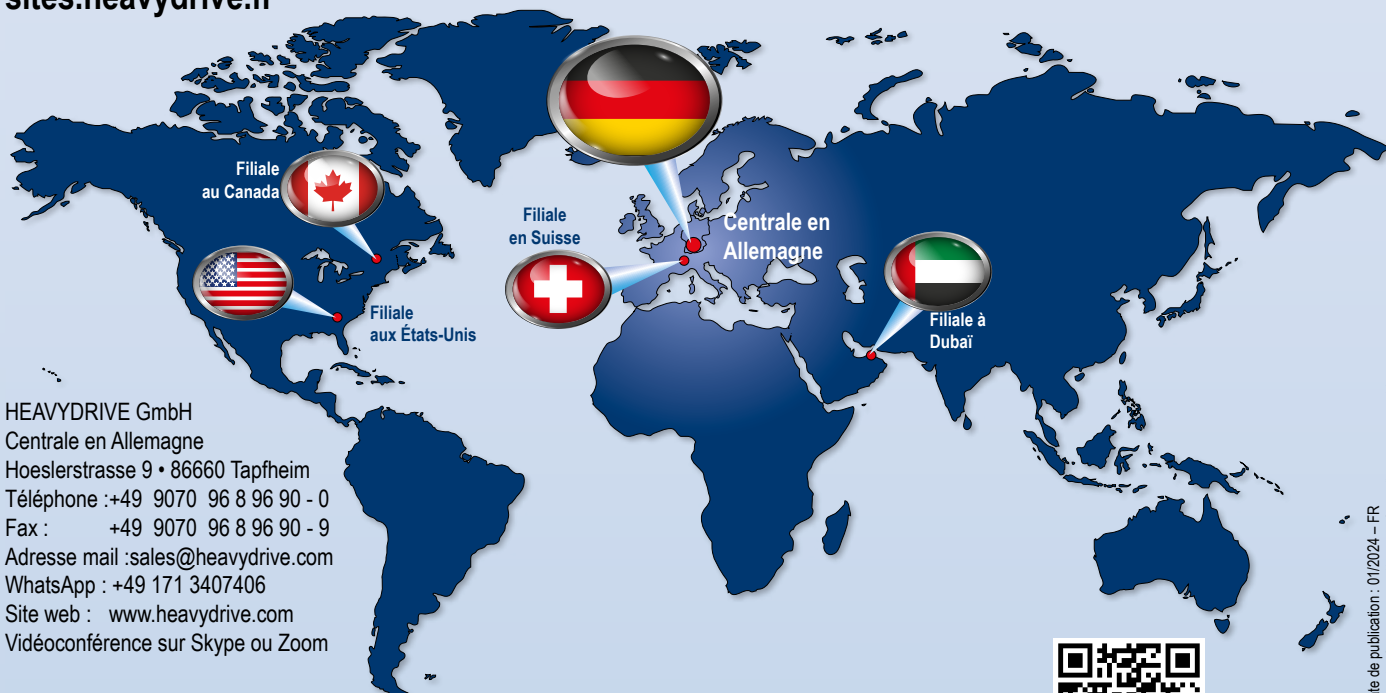 sites.heavydrive.fr
Filiale
au Canada
Filiale
en Suisse
Centrale en
Allemagne
Filiale
aux États-Unis
Filiale à
Dubaï
HEAVYDRIVE GmbH
Centrale en Allemagne
Hoeslerstrasse 9 • 86660 Tapfheim
Téléphone :+49 9070 96 8 96 90 - 0
Fax : +49 9070 96 8 96 90 - 9
Adresse mail :sales@heavydrive.com
WhatsApp : +49 171 3407406
Site web : www.heavydrive.com
Vidéoconférence sur Skype ou Zoom
te de publication : 01/2024 – FR